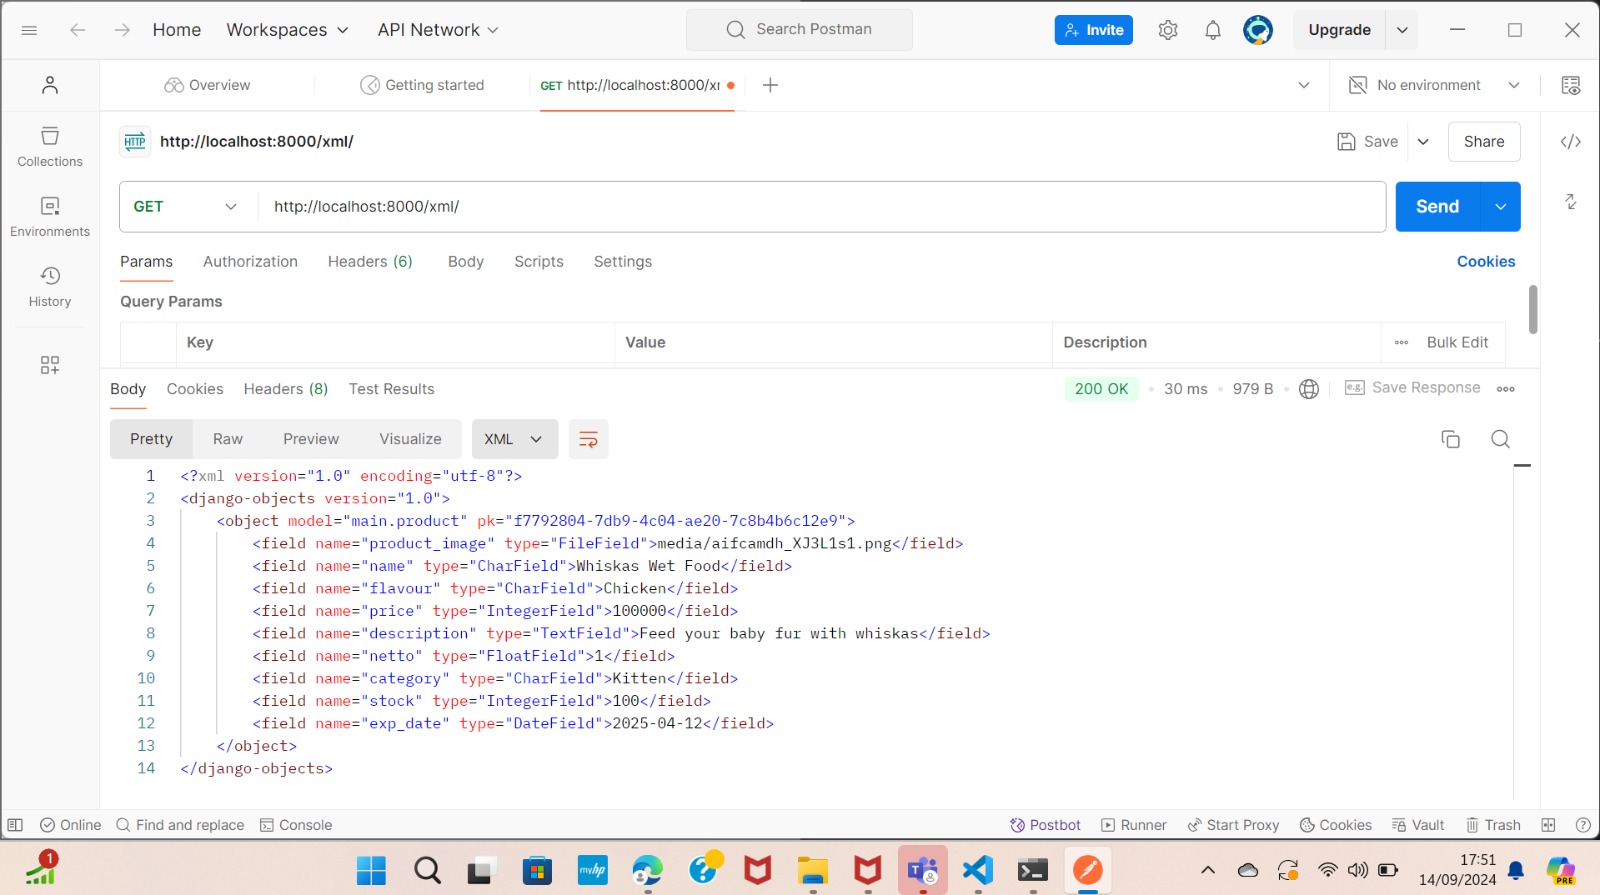 Home Workspaces API Network Search Postman Invite Upgrade
Overview Getting started GET http://localhost:8000/xr No environment
HTTP http://localhost:8000/xml/ Save Share
Collections
GET http://localhost:8000/xml/ Send
Environments
Params Authorization Headers (6) Body Scripts Settings Cookies
History
Query Params
Key Value Description Bulk Edit
Body Cookies Headers (8) Test Results 200 OK 30 ms 979 B e.g. Save Response
Pretty Raw Preview Visualize XML
1 <?xml version="1.0" encoding="utf-8"?>
2 <django-objects version="1.0">
3 <object model="main.product" pk="f7792804-7db9-4c04-ae20-7c8b4b6c12e9">
4 <field name="product_image" type="FileField">media/aifcamdh_XJ3L1s1.png</field>
5 <field name="name" type="CharField">Whiskas Wet Food</field>
6 <field name="flavour" type="CharField">Chicken</field>
7 <field name="price" type="IntegerField">100000</field>
8 <field name="description" type="TextField">Feed your baby fur with whiskas</field>
9 <field name="netto" type="FloatField">1</field>
10 <field name="category" type="CharField">Kitten</field>
11 <field name="stock" type="IntegerField">100</field>
12 <field name="exp_date" type="DateField">2025-04-12</field>
13 </object>
14 </django-objects>
Online Find and replace Console Postbot Runner Start Proxy Cookies Vault Trash
1 myhp ? T 17:51 PRE
14/09/2024